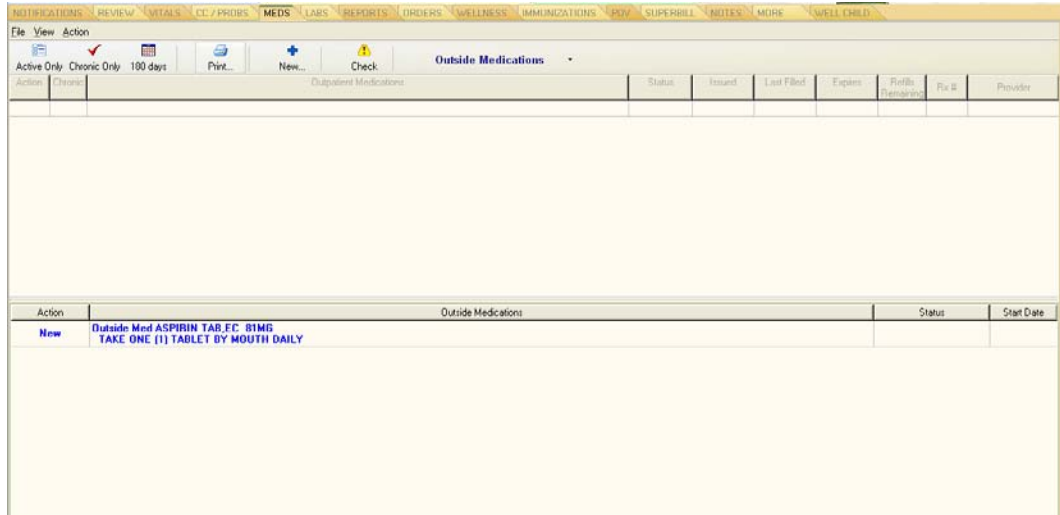 NOTIFICATIONS REVIEW VITALS CC / PROBS MEDS LABS REPORTS ORDERS WELLNESS IMMUNIZATIONS POV SUPERBILL NOTES MORE WELL CHILD
File View Action
Active Only Chronic Only 180 days Print... New... Check Outside Medications
Action Chronic Outpatient Medications Status Issued Last Filled Expires Refills Remaining Rx # Provider
Action Outside Medications Status Start Date
New Outside Med ASPIRIN TAB,EC 81MG
TAKE ONE (1) TABLET BY MOUTH DAILY